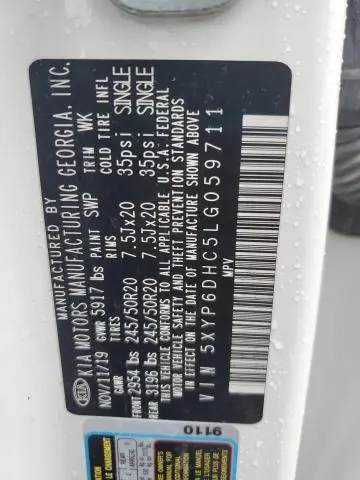 MANUFACTURED BY
KIA KIA MOTORS MANUFACTURING GEORGIA, INC.
NOV/11/19 GVWR 5917 lbs PAINT SWP TRIM WK
GAWR RIMS COLD TIRE INFL
FRONT 2954 lbs 245/50R20 7.5Jx20 35psi SINGLE
REAR 3196 lbs 245/50R20 7.5Jx20 35psi SINGLE
THIS VEHICLE CONFORMS TO ALL APPLICABLE U.S.A. FEDERAL
MOTOR VEHICLE SAFETY AND THEFT PREVENTION STANDARDS
IN EFFECT ON THE DATE OF MANUFACTURE SHOWN ABOVE.
VIN 5XYP6DHC5LG059711
MPV
9110